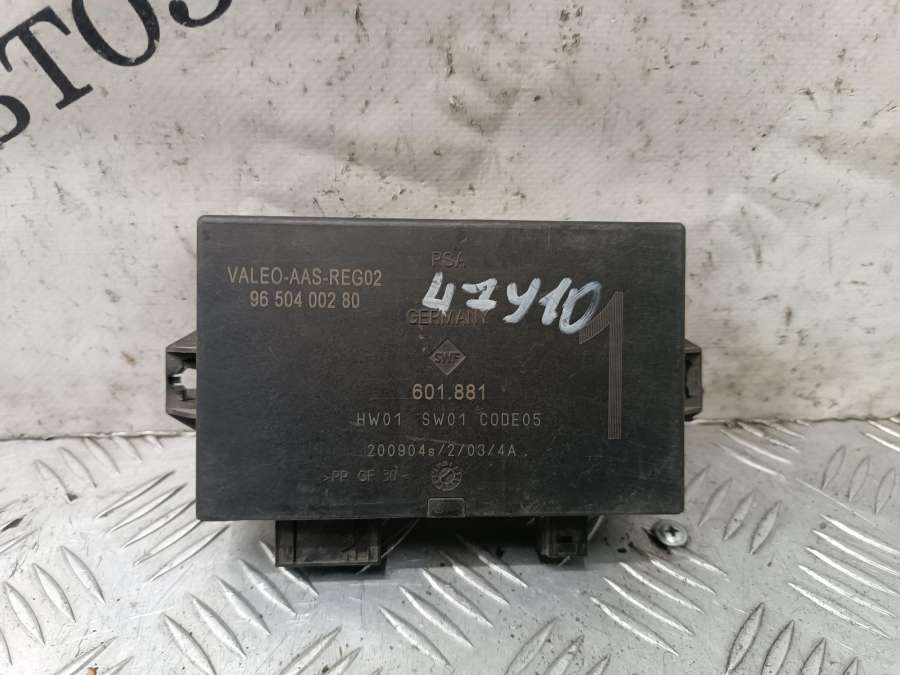 PSA
VALEO-AAS-REG02
96 504 002 80
47410
GERMANY
1
SWF
601.881
HW01 SW01 CODE05
200904s/2/03/4A
>PP GF 30<